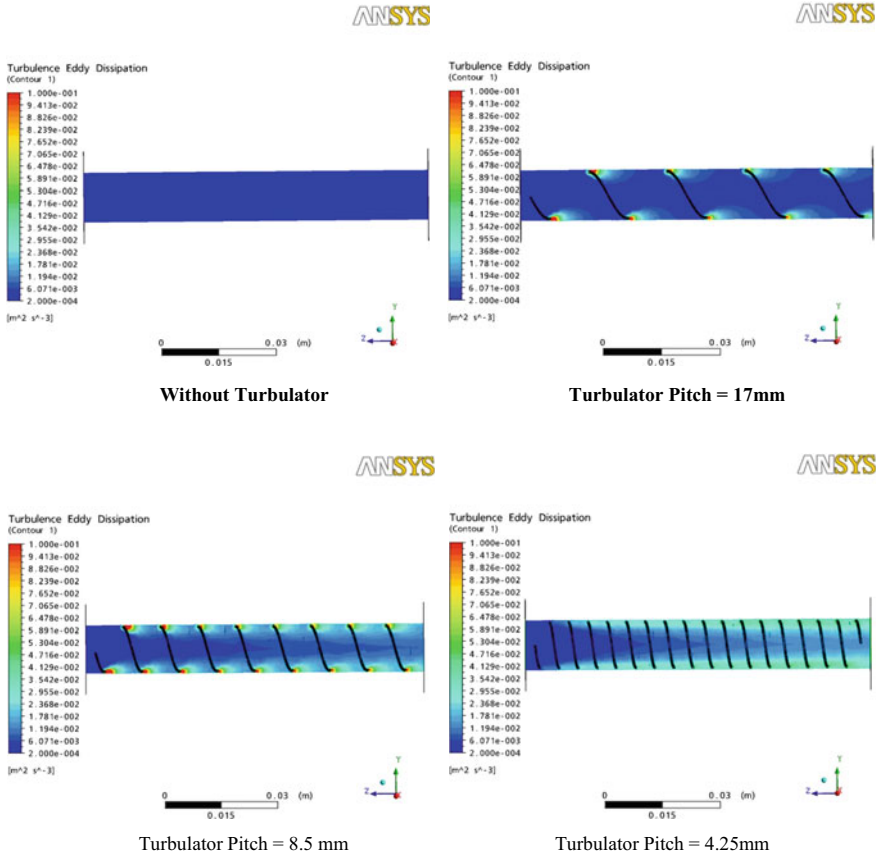 ANSYS
Turbulence Eddy Dissipation
(Contour 1)
1.000e-001
9.413e-002
8.826e-002
8.239e-002
7.652e-002
7.065e-002
6.478e-002
5.891e-002
5.304e-002
4.716e-002
4.129e-002
3.542e-002
2.955e-002
2.368e-002
1.781e-002
1.194e-002
6.071e-003
2.000e-004
[m^2 s^-3]
0 0.03 (m)
0.015
Y
Z
X
Without Turbulator
ANSYS
Turbulence Eddy Dissipation
(Contour 1)
1.000e-001
9.413e-002
8.826e-002
8.239e-002
7.652e-002
7.065e-002
6.478e-002
5.891e-002
5.304e-002
4.716e-002
4.129e-002
3.542e-002
2.955e-002
2.368e-002
1.781e-002
1.194e-002
6.071e-003
2.000e-004
[m^2 s^-3]
0 0.03 (m)
0.015
Y
Z
X
Turbulator Pitch = 17mm
ANSYS
Turbulence Eddy Dissipation
(Contour 1)
1.000e-001
9.413e-002
8.826e-002
8.239e-002
7.652e-002
7.065e-002
6.478e-002
5.891e-002
5.304e-002
4.716e-002
4.129e-002
3.542e-002
2.955e-002
2.368e-002
1.781e-002
1.194e-002
6.071e-003
2.000e-004
[m^2 s^-3]
0 0.03 (m)
0.015
Y
Z
X
Turbulator Pitch = 8.5 mm
ANSYS
Turbulence Eddy Dissipation
(Contour 1)
1.000e-001
9.413e-002
8.826e-002
8.239e-002
7.652e-002
7.065e-002
6.478e-002
5.891e-002
5.304e-002
4.716e-002
4.129e-002
3.542e-002
2.955e-002
2.368e-002
1.781e-002
1.194e-002
6.071e-003
2.000e-004
[m^2 s^-3]
0 0.03 (m)
0.015
Y
Z
X
Turbulator Pitch = 4.25mm